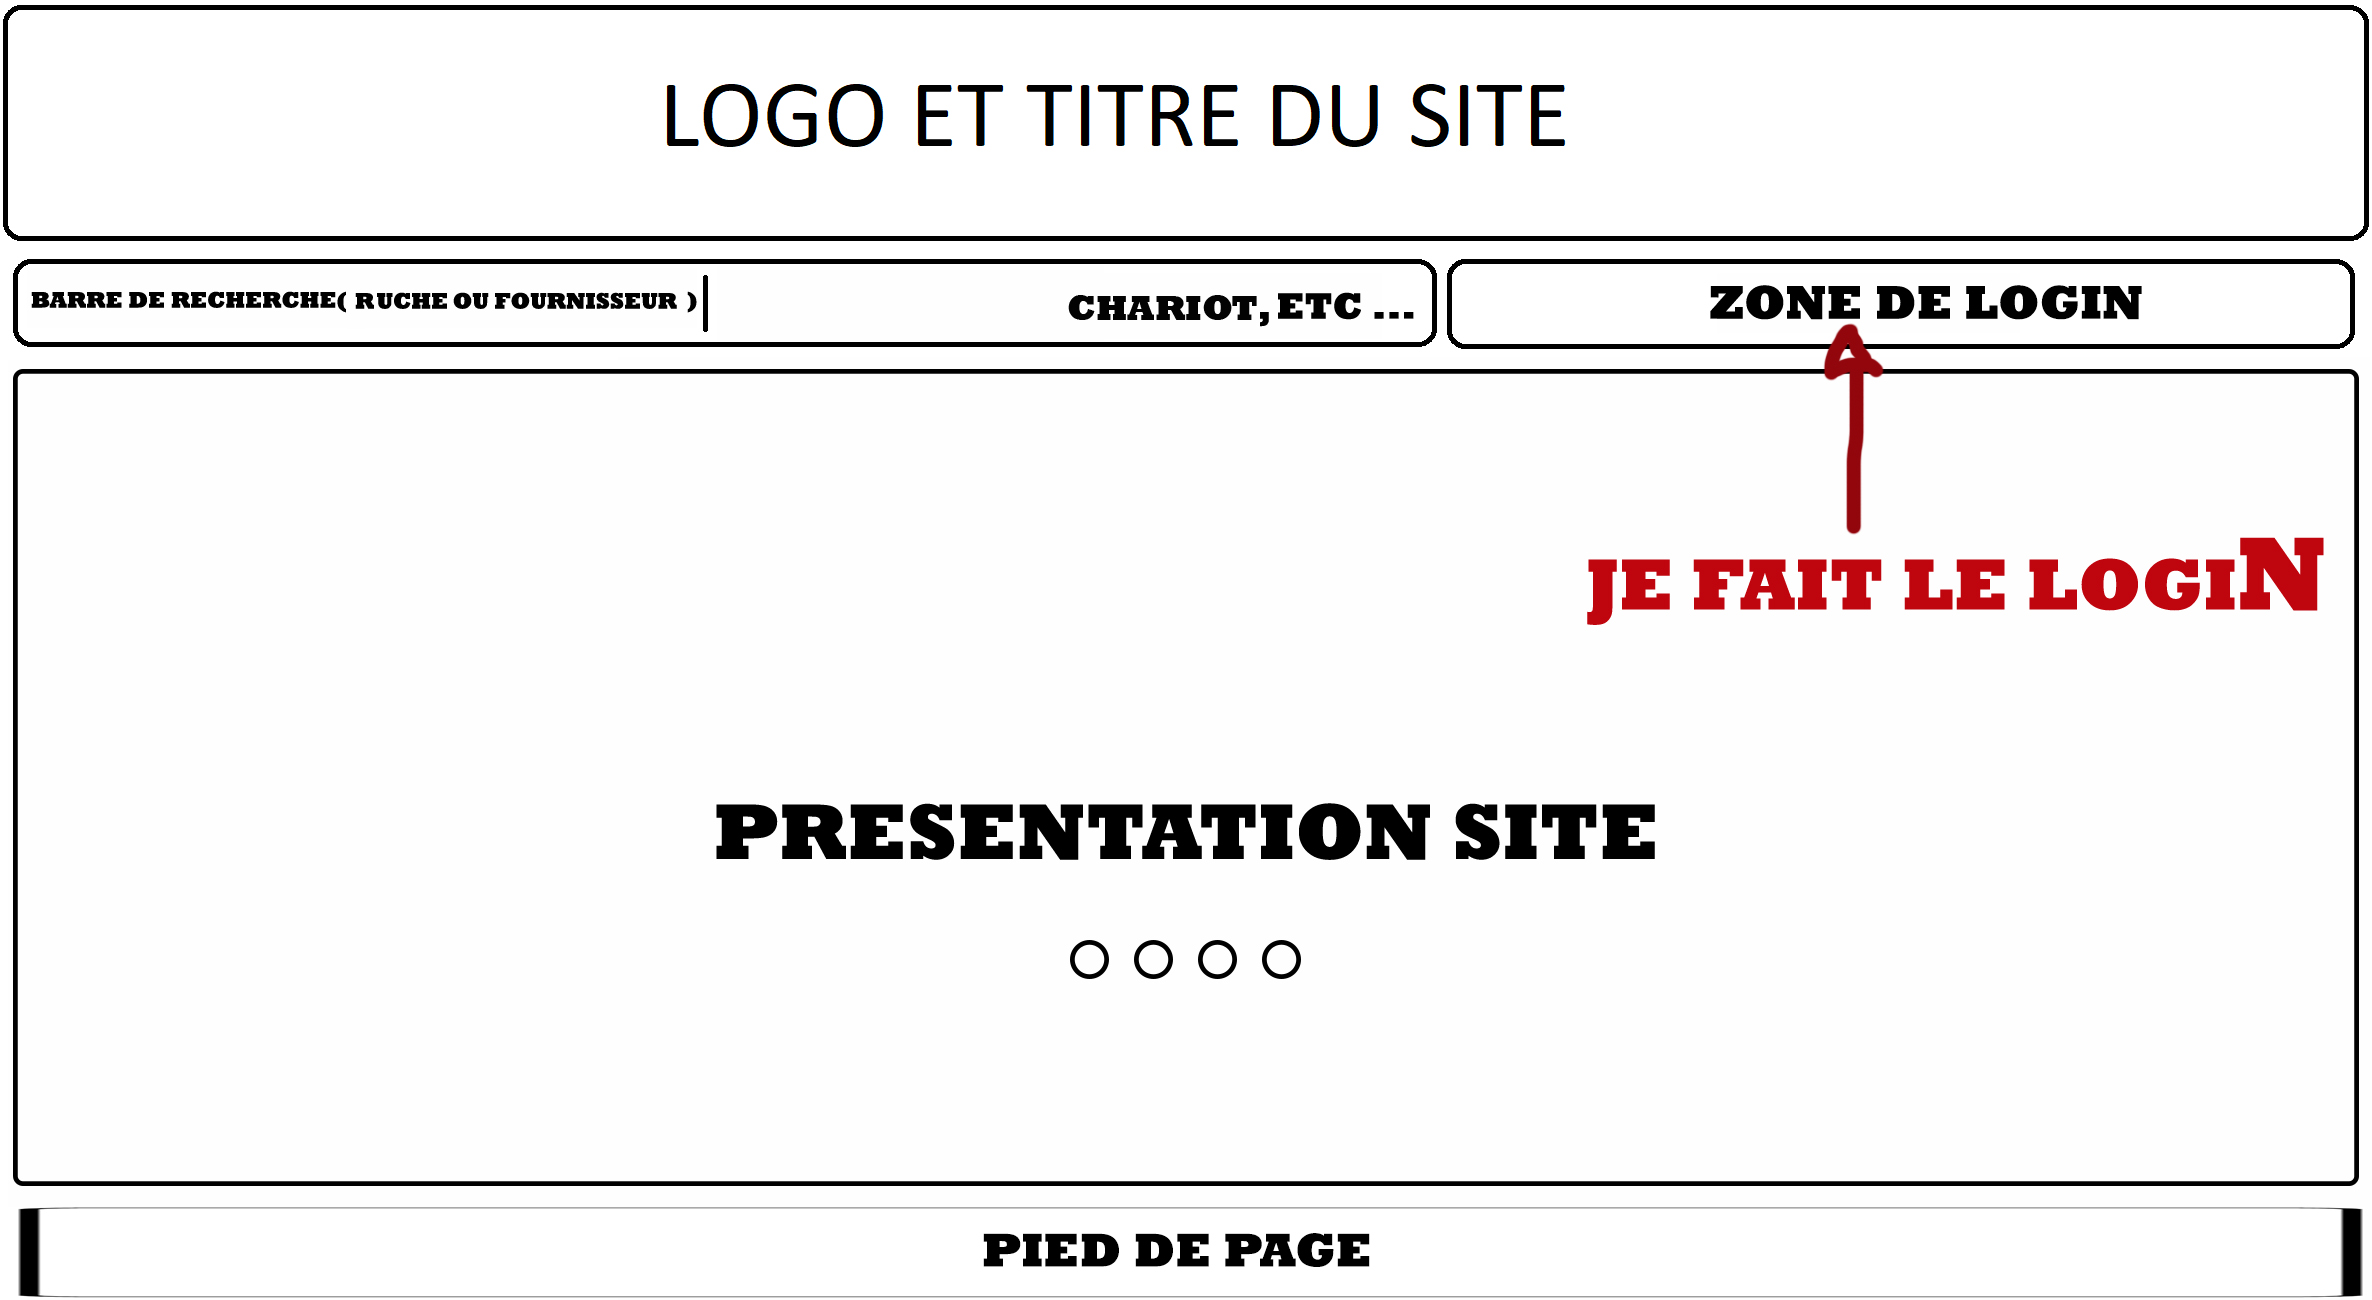 LOGO ET TITRE DU SITE
BARRE DE RECHERCHE( RUCHE OU FOURNISSEUR )
CHARIOT, ETC ...
ZONE DE LOGIN
JE FAIT LE LOGIN
PRESENTATION SITE
PIED DE PAGE